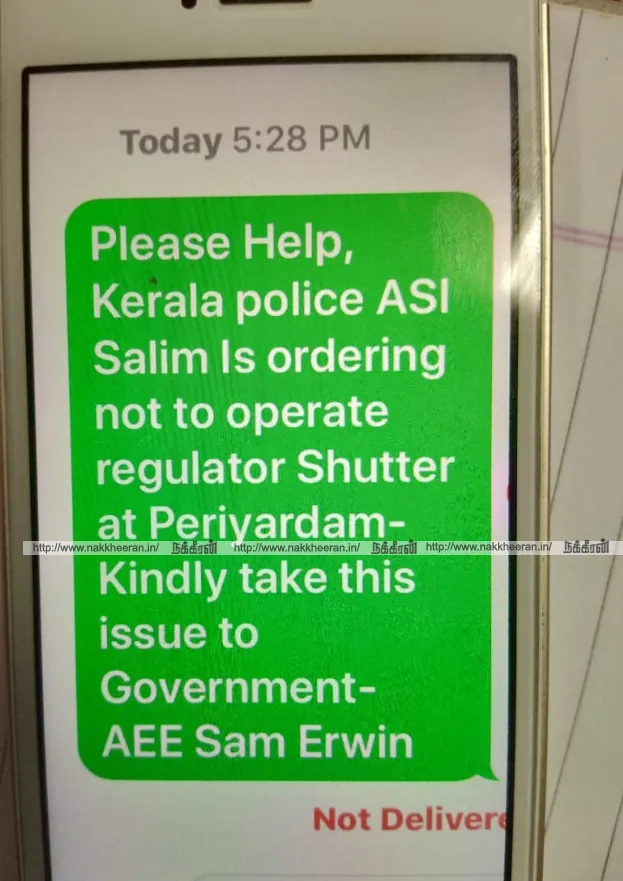 Today 5:28 PM
Please Help,
Kerala police ASI
Salim Is ordering
not to operate
regulator Shutter
at Periyardam-
http://www.nakkheeran.in/ நக்கீரன் http://www.nakkheeran.in/ நக்கீரன் http://www.nakkheeran.in/ நக்கீரன்
Kindly take this
issue to
Government-
AEE Sam Erwin
Not Delivere